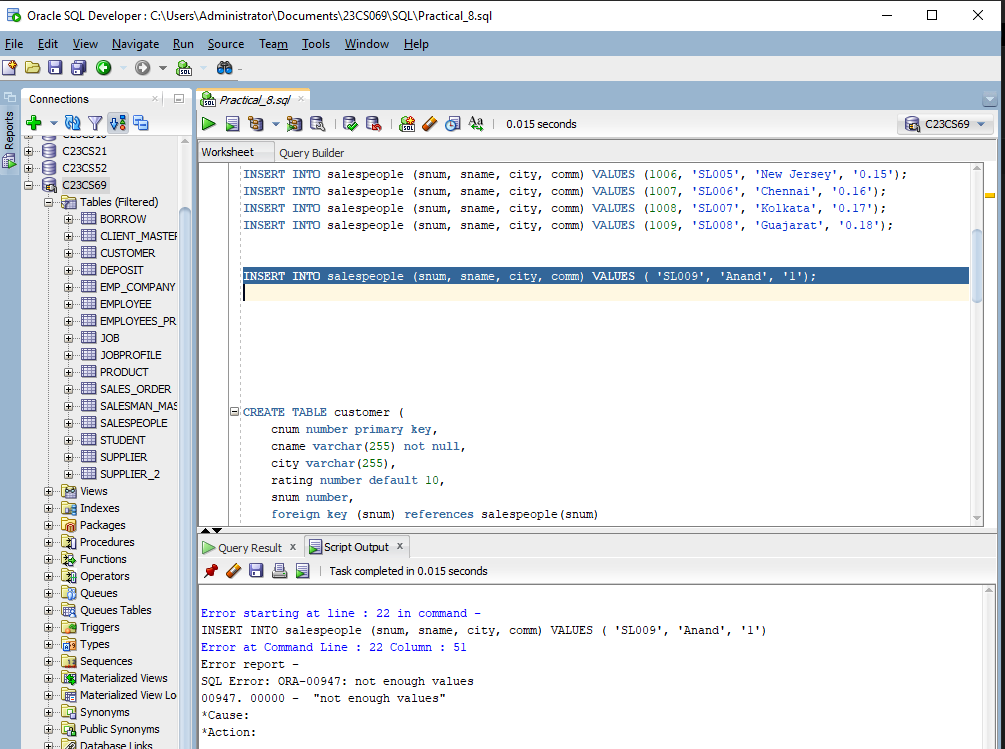 Oracle SQL Developer : C:\Users\Administrator\Documents\23CS069\SQL\Practical_8.sql
File Edit View Navigate Run Source Team Tools Window Help
Connections
Practical_8.sql
Reports
0.015 seconds
C23CS69
Worksheet Query Builder
C23CS21
C23CS52
C23CS69
Tables (Filtered)
BORROW
CLIENT_MASTER
CUSTOMER
DEPOSIT
EMP_COMPANY
EMPLOYEE
EMPLOYEES_PR
JOB
JOBPROFILE
PRODUCT
SALES_ORDER
SALESMAN_MAS
SALESPEOPLE
STUDENT
SUPPLIER
SUPPLIER_2
Views
Indexes
Packages
Procedures
Functions
Operators
Queues
Queues Tables
Triggers
Types
Sequences
Materialized Views
Materialized View Lo
Synonyms
Public Synonyms
Database Links
INSERT INTO salespeople (snum, sname, city, comm) VALUES (1006, 'SL005', 'New Jersey', '0.15');
INSERT INTO salespeople (snum, sname, city, comm) VALUES (1007, 'SL006', 'Chennai', '0.16');
INSERT INTO salespeople (snum, sname, city, comm) VALUES (1008, 'SL007', 'Kolkata', '0.17');
INSERT INTO salespeople (snum, sname, city, comm) VALUES (1009, 'SL008', 'Guajarat', '0.18');
INSERT INTO salespeople (snum, sname, city, comm) VALUES ( 'SL009', 'Anand', '1');
CREATE TABLE customer (
cnum number primary key,
cname varchar(255) not null,
city varchar(255),
rating number default 10,
snum number,
foreign key (snum) references salespeople(snum)
Query Result Script Output
Task completed in 0.015 seconds
Error starting at line : 22 in command -
INSERT INTO salespeople (snum, sname, city, comm) VALUES ( 'SL009', 'Anand', '1')
Error at Command Line : 22 Column : 51
Error report -
SQL Error: ORA-00947: not enough values
00947. 00000 - "not enough values"
*Cause:
*Action: